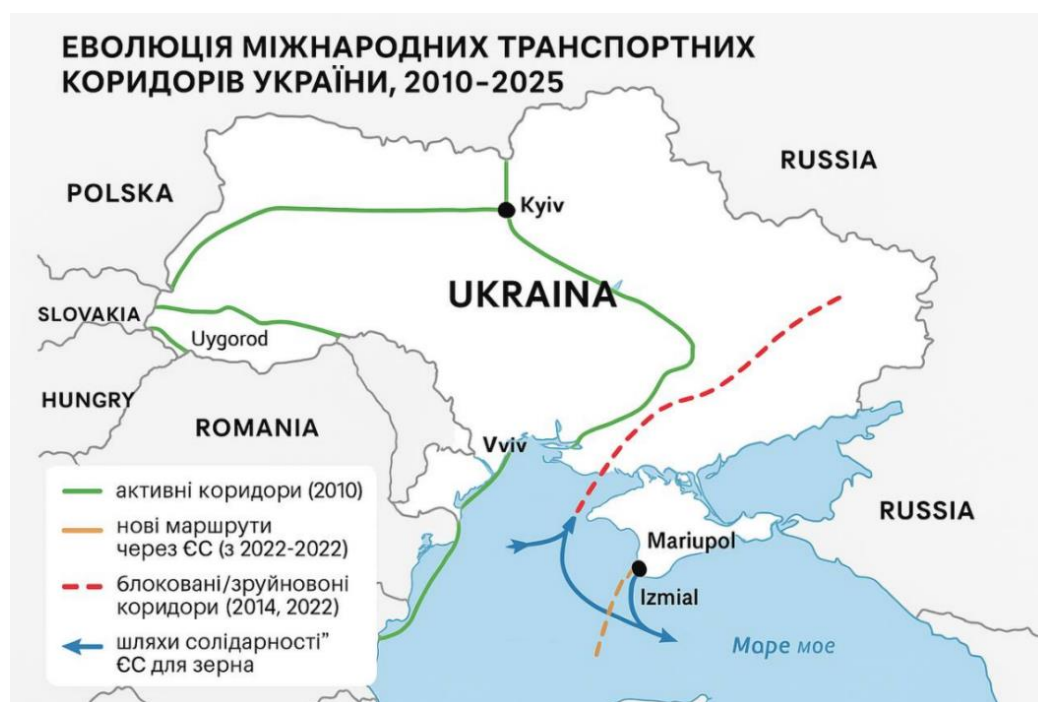 ЕВОЛЮЦІЯ МІЖНАРОДНИХ ТРАНСПОРТНИХ
КОРИДОРІВ УКРАЇНИ, 2010–2025
RUSSIA
POLSKA
Kyiv
UKRAINA
SLOVAKIA
Uygorod
HUNGRY
ROMANIA
Vviv
активні коридори (2010)
нові маршрути
через ЄС (з 2022-2022)
блоковані/зруйновоні
коридори (2014, 2022)
шляхи солідарності”
ЄС для зерна
RUSSIA
Mariupol
Izmial
Маре мое